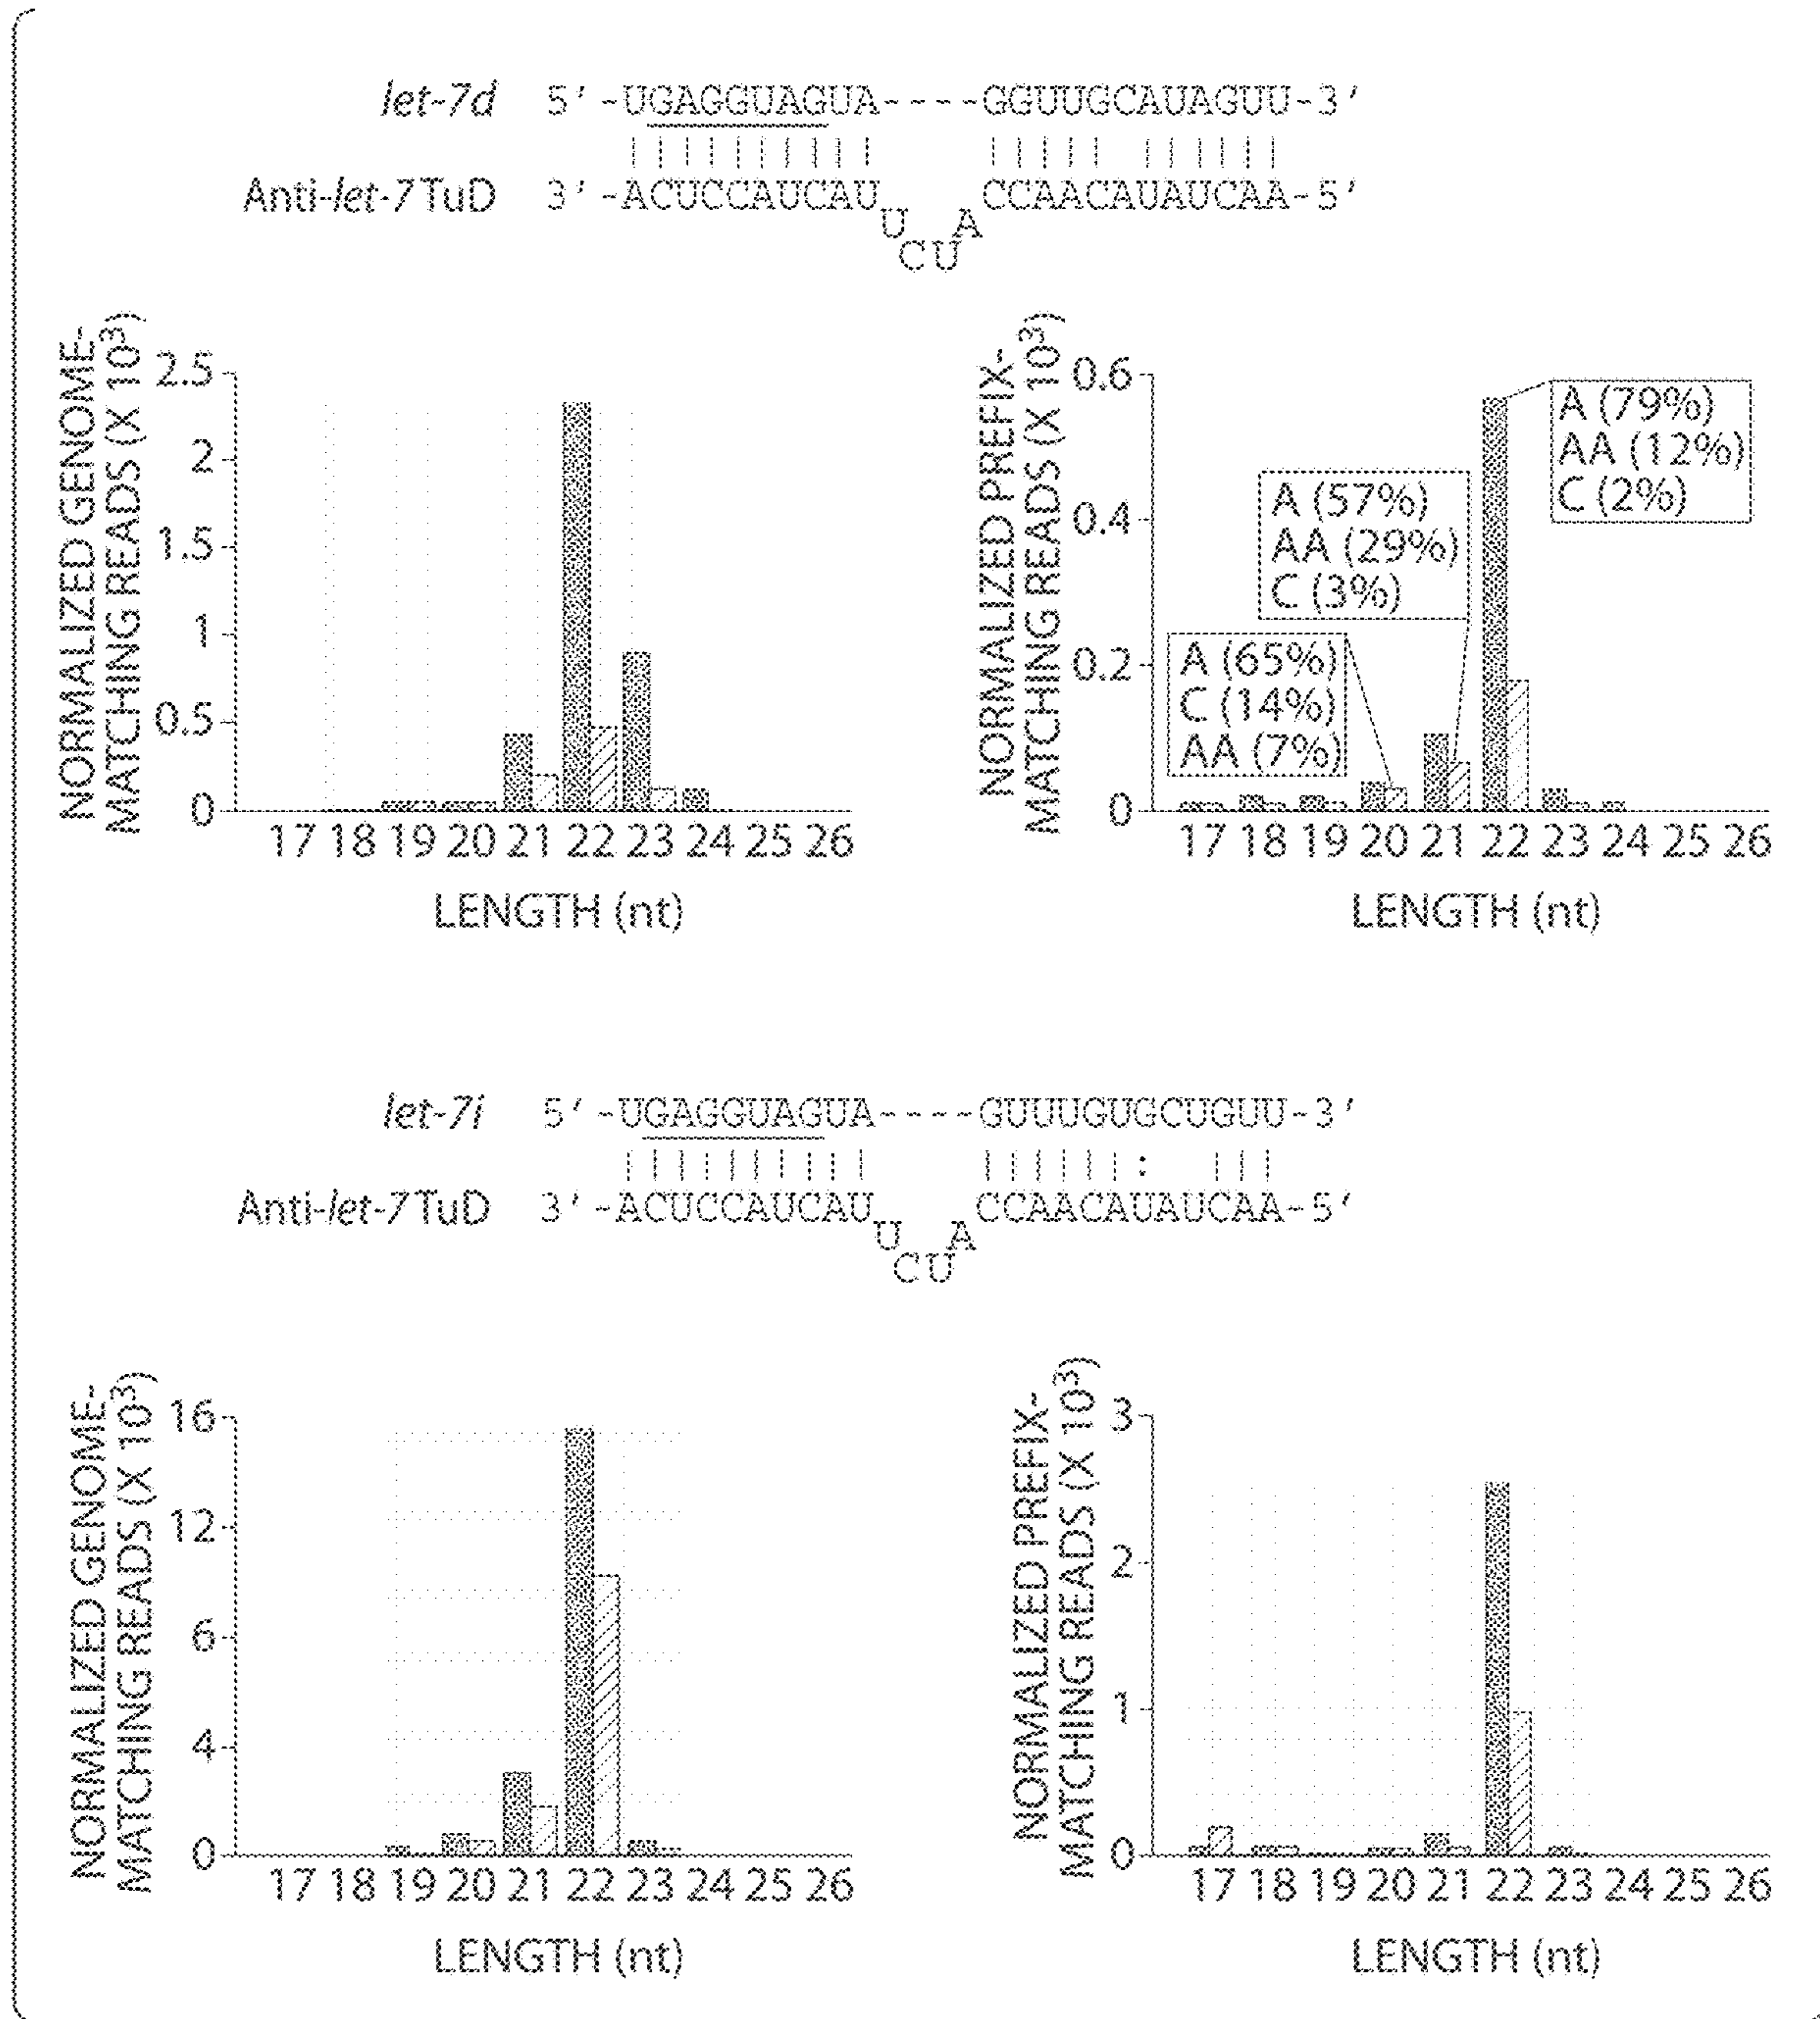 let-7d 5′ -UGAGGUAGUA----GGUUGCAUAGUU-3′
Anti-let-7 TuD 3′ -ACUCCAUCAU CCAACAUAUCAA-5′
U A
CU
NORMALIZED GENOME-
MATCHING READS (X 10³)
2.5
2
1.5
1
0.5
0
17 18 19 20 21 22 23 24 25 26
LENGTH (nt)
NORMALIZED PREFIX-
MATCHING READS (X 10³)
0.6
0.4
0.2
0
A (65%)
C (14%)
AA (7%)
A (57%)
AA (29%)
C (3%)
A (79%)
AA (12%)
C (2%)
17 18 19 20 21 22 23 24 25 26
LENGTH (nt)
let-7i 5′ -UGAGGUAGUA----GUUUGUGCUGUU-3′
Anti-let-7 TuD 3′ -ACUCCAUCAU CCAACAUAUCAA-5′
U A
CU
NORMALIZED GENOME-
MATCHING READS (X 10³)
16
12
6
4
0
17 18 19 20 21 22 23 24 25 26
LENGTH (nt)
NORMALIZED PREFIX-
MATCHING READS (X 10³)
3
2
1
0
17 18 19 20 21 22 23 24 25 26
LENGTH (nt)